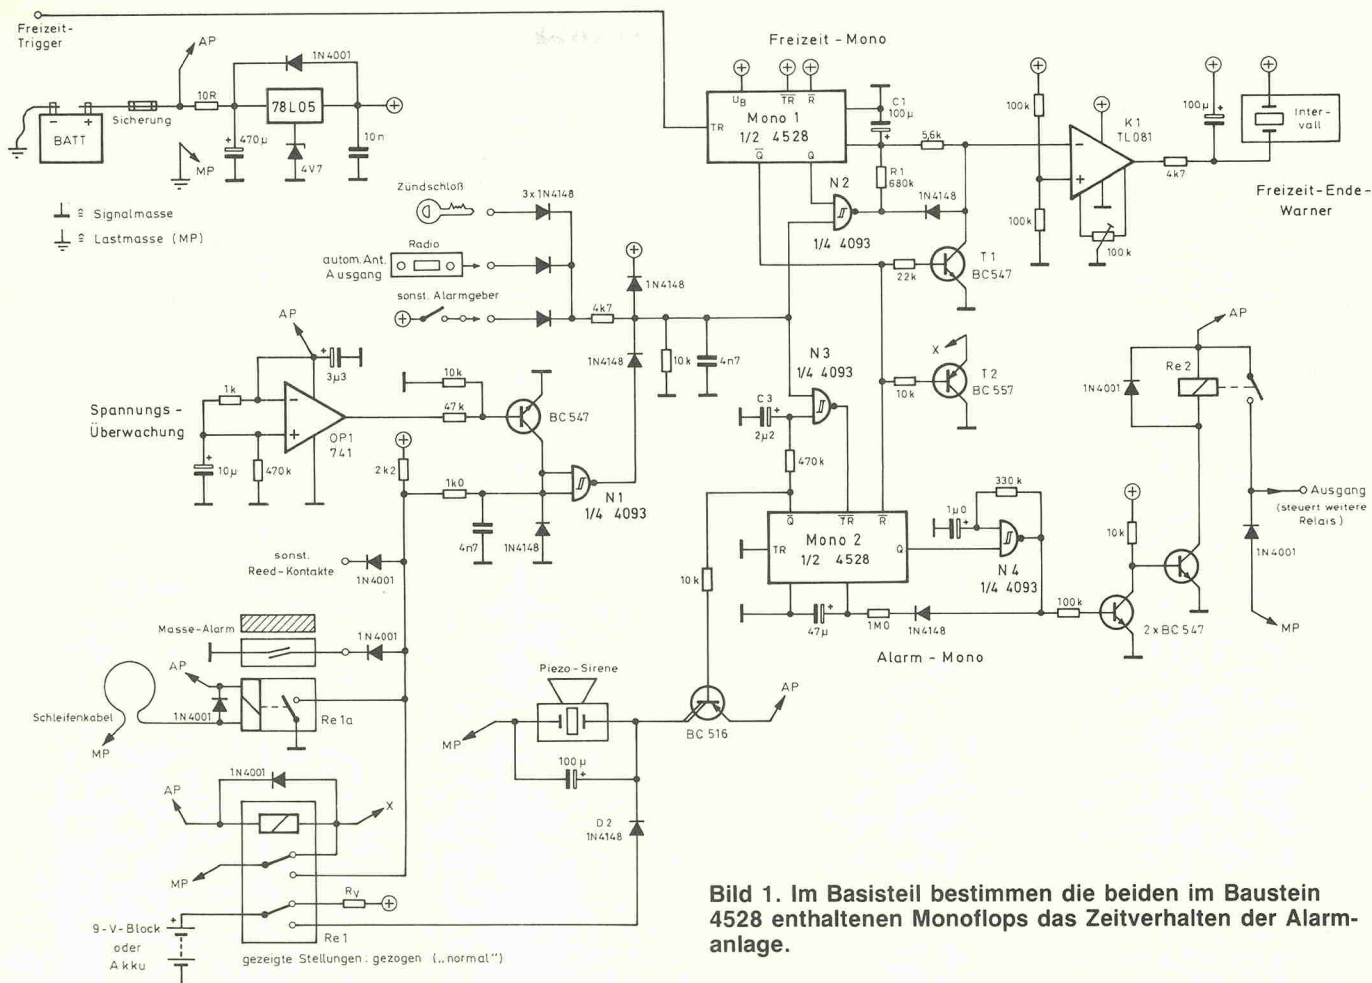 Freizeit-
Trigger
AP
1N4001
10R
78L05
Sicherung
BATT
470µ
4V7
10n
MP
≙ Signalmasse
≙ Lastmasse (MP)
Freizeit - Mono
UB
TR
R
TR
Mono 1
1/2 4528
Q
Q
C1
100µ
5,6k
R1
680k
N2
1/4 4093
1N4148
T1
BC547
22k
100k
100k
K1
TL081
100k
4k7
100µ
Inter-
vall
Freizeit-Ende-
Warner
Zündschloß
3x1N4148
Radio
autom. Ant.
Ausgang
sonst. Alarmgeber
4k7
1N4148
1N4148
10k
4n7
AP
3µ3
1k
Spannungs-
Überwachung
10µ
470k
OP1
741
10k
47k
BC547
2k2
1k0
4n7
1N4148
N1
1/4 4093
N3
1/4 4093
C3
2µ2
470k
X
T2
BC557
10k
Q
TR
R
TR
Mono 2
1/2 4528
Q
330k
1µ0
N4
1/4 4093
47µ
1M0
1N4148
Alarm - Mono
100k
10k
2xBC547
AP
1N4001
Re2
Ausgang
(steuert weitere
Relais)
1N4001
MP
sonst.
Reed-Kontakte
1N4001
Masse-Alarm
1N4001
AP
Schleifenkabel
1N4001
Re1a
MP
10k
Piezo-Sirene
AP
MP
BC516
100µ
D2
1N4148
1N4001
AP
X
MP
RV
9-V-Block
oder
Akku
Re1
gezeigte Stellungen: gezogen („normal")
Bild 1. Im Basisteil bestimmen die beiden im Baustein
4528 enthaltenen Monoflops das Zeitverhalten der Alarm-
anlage.